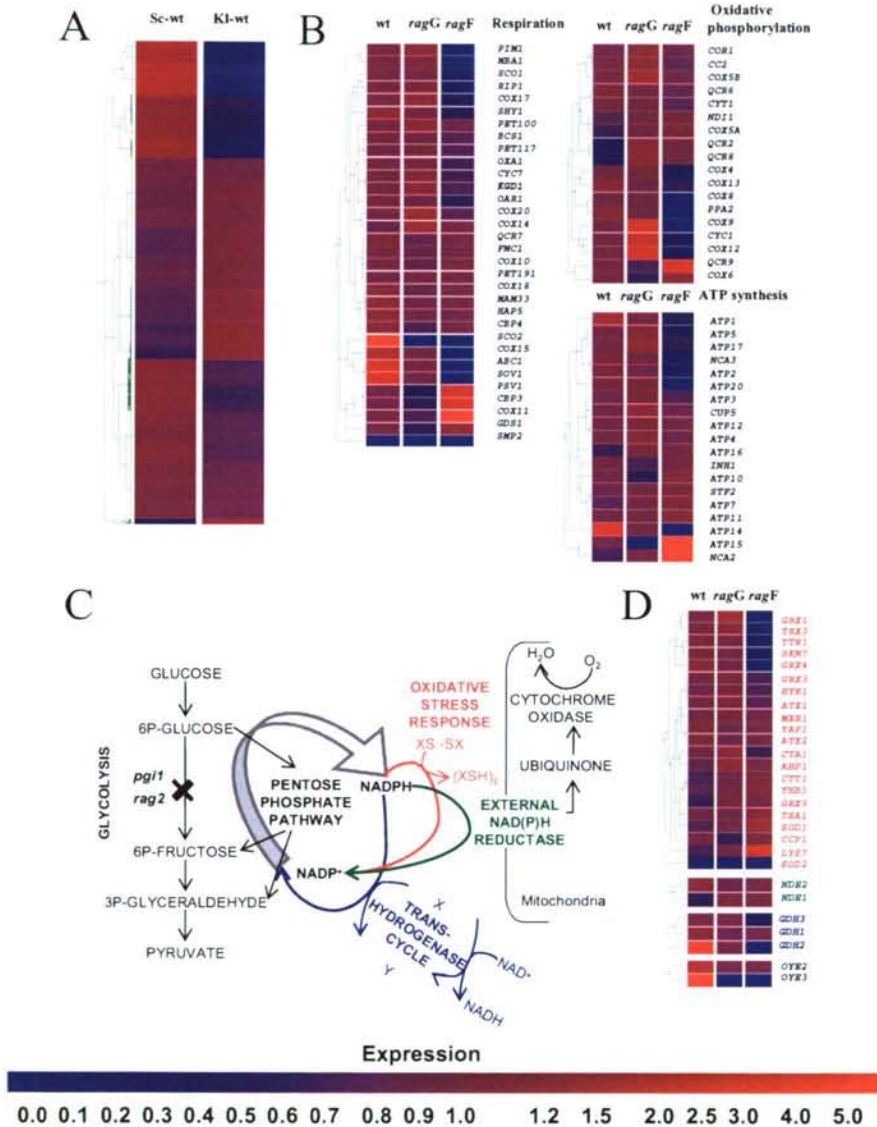 A
Sc-wt Kl-wt
B
wt ragG ragF Respiration
PIM1
MBA1
SCO1
RIP1
COX17
SHY1
PET100
BCS1
PET117
OXA1
CYC7
KGD1
OAR1
COX20
COX14
QCR7
FMC1
COX10
PET191
COX18
MAM33
HAP5
CBP4
SCO2
COX15
ABC1
SOV1
PSV1
CBP3
COX11
GDS1
SMP2
wt ragG ragF
Oxidative
phosphorylation
COR1
CC2
COX5B
QCR6
CYT1
NDI1
COX5A
QCR2
QCR8
COX4
COX13
COX8
PPA2
COX9
CYC1
COX12
QCR9
COX6
wt ragG ragF ATP synthesis
ATP1
ATP5
ATP17
NCA3
ATP2
ATP20
ATP3
CUP5
ATP12
ATP4
ATP16
INH1
ATP10
STF2
ATP7
ATP11
ATP14
ATP15
NCA2
C
GLYCOLYSIS
GLUCOSE
6P-GLUCOSE
pgi1
rag2
6P-FRUCTOSE
3P-GLYCERALDEHYDE
PYRUVATE
PENTOSE
PHOSPHATE
PATHWAY
NADPH
NADP+
OXIDATIVE
STRESS
RESPONSE
XS-SX
(XSH)2
EXTERNAL
NAD(P)H
REDUCTASE
X
TRANS-
HYDROGENASE
CYCLE
Y
NAD+
NADH
H2O
O2
CYTOCHROME
OXIDASE
UBIQUINONE
Mitochondria
D
wt ragG ragF
GRX1
TRX3
TTR1
SKN7
GRX4
GRX3
HYR1
ATX1
MXR1
YAP1
ATX2
CTA1
AHP1
CTT1
YHB1
GRX5
TSA1
SOD1
CCP1
LYS7
SOD2
NDE2
NDE1
GDH3
GDH1
GDH2
OYE2
OYE3
Expression
0.0 0.1 0.2 0.3 0.4 0.5 0.6 0.7 0.8 0.9 1.0 1.2 1.5 2.0 2.5 3.0 4.0 5.0